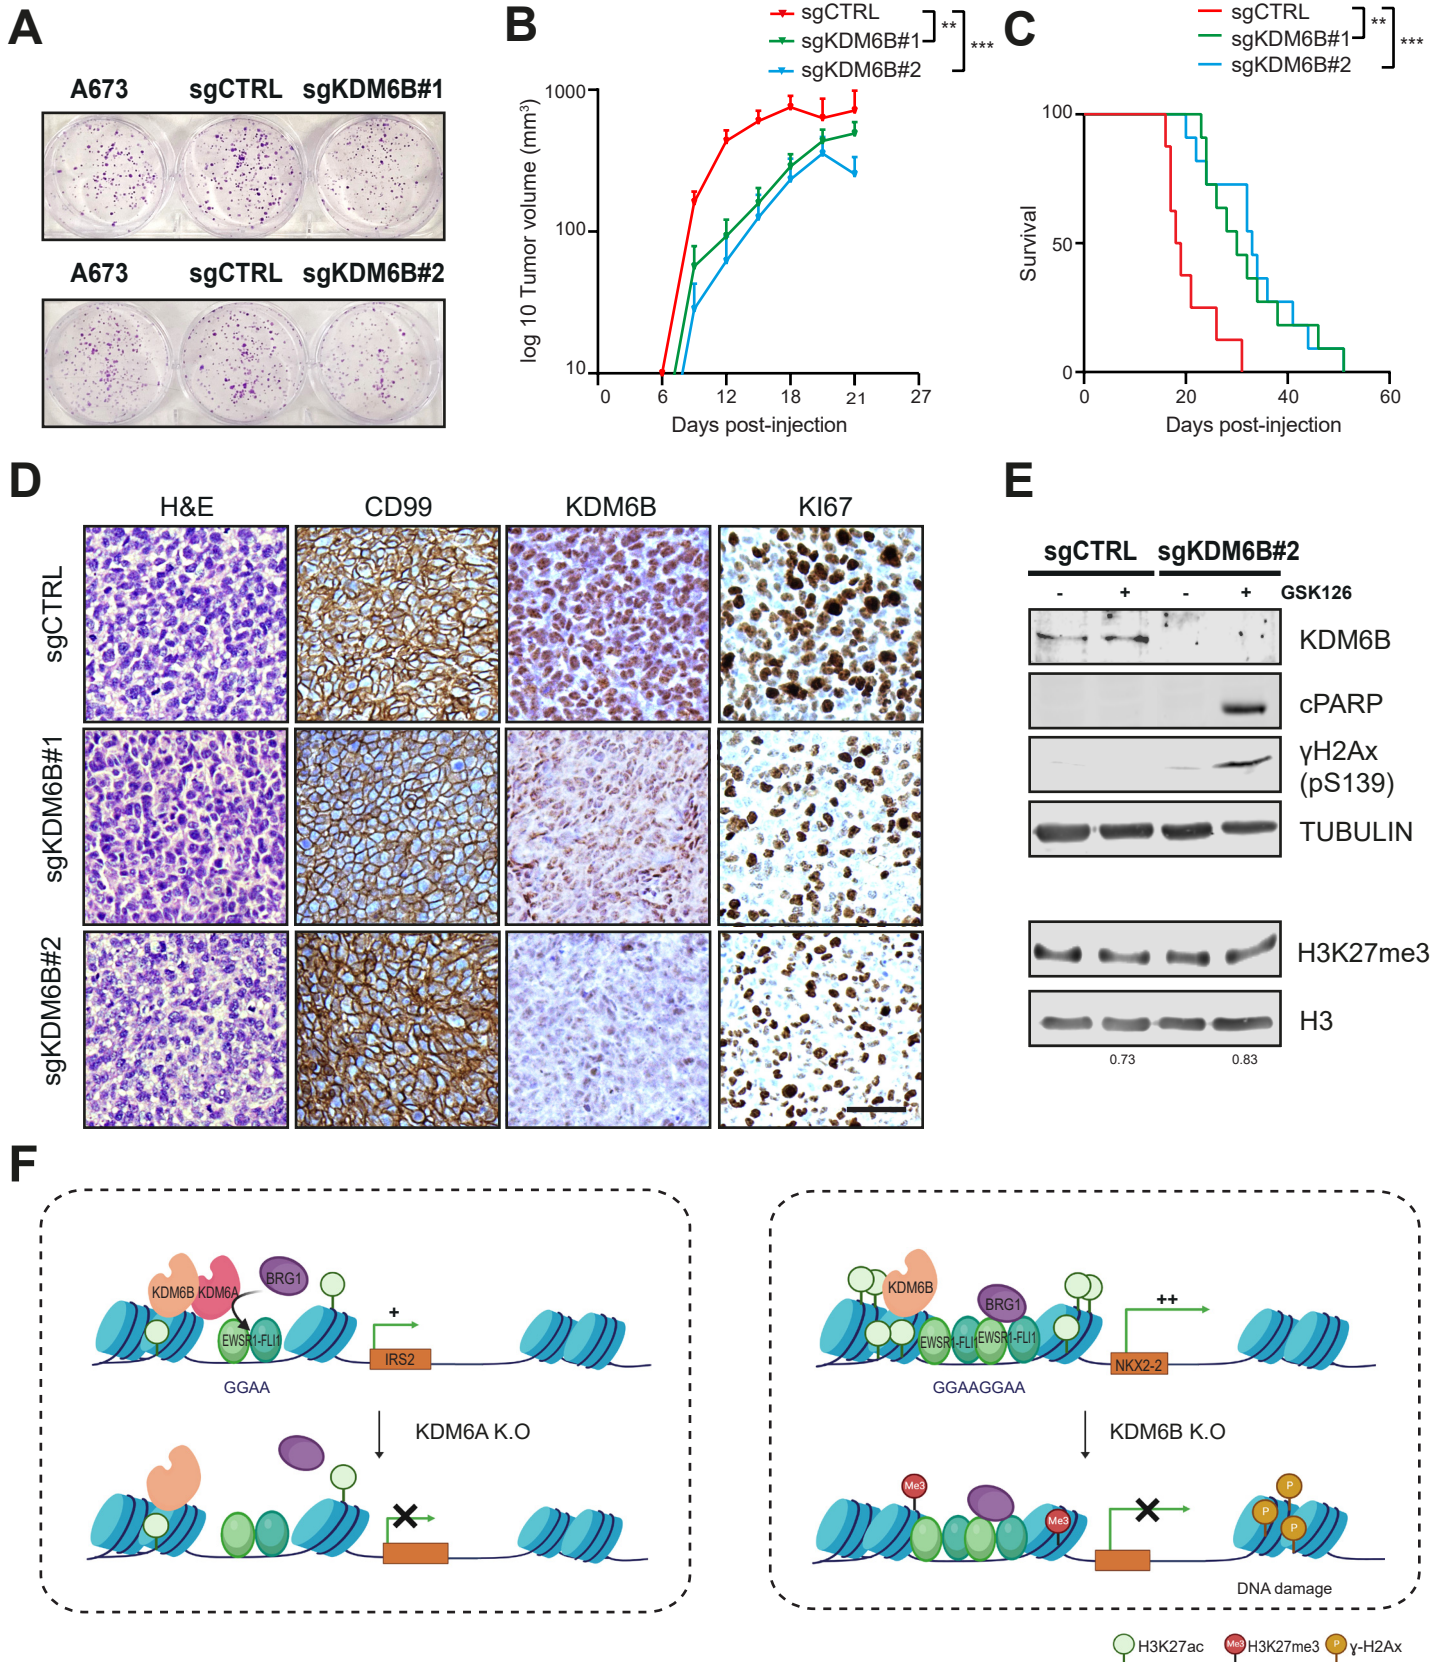 A
A673 sgCTRL sgKDM6B#1
A673 sgCTRL sgKDM6B#2
B
sgCTRL
sgKDM6B#1
sgKDM6B#2
**
***
log 10 Tumor volume (mm³)
1000
100
10
0 6 12 18 21 27
Days post-injection
C
sgCTRL
sgKDM6B#1
sgKDM6B#2
**
***
Survival
100
50
0
0 20 40 60
Days post-injection
D
H&E CD99 KDM6B KI67
sgCTRL
sgKDM6B#1
sgKDM6B#2
E
sgCTRL sgKDM6B#2
- + - + GSK126
KDM6B
cPARP
γH2Ax
(pS139)
TUBULIN
H3K27me3
H3
0.73 0.83
F
KDM6B KDM6A BRG1
EWSR1-FLI1
+
IRS2
GGAA
KDM6A K.O
KDM6B
BRG1
EWSR1-FLI1 EWSR1-FLI1
++
NKX2-2
GGAAGGAA
KDM6B K.O
Me3
Me3
P
P
P
DNA damage
H3K27ac Me3 H3K27me3 P γ-H2Ax